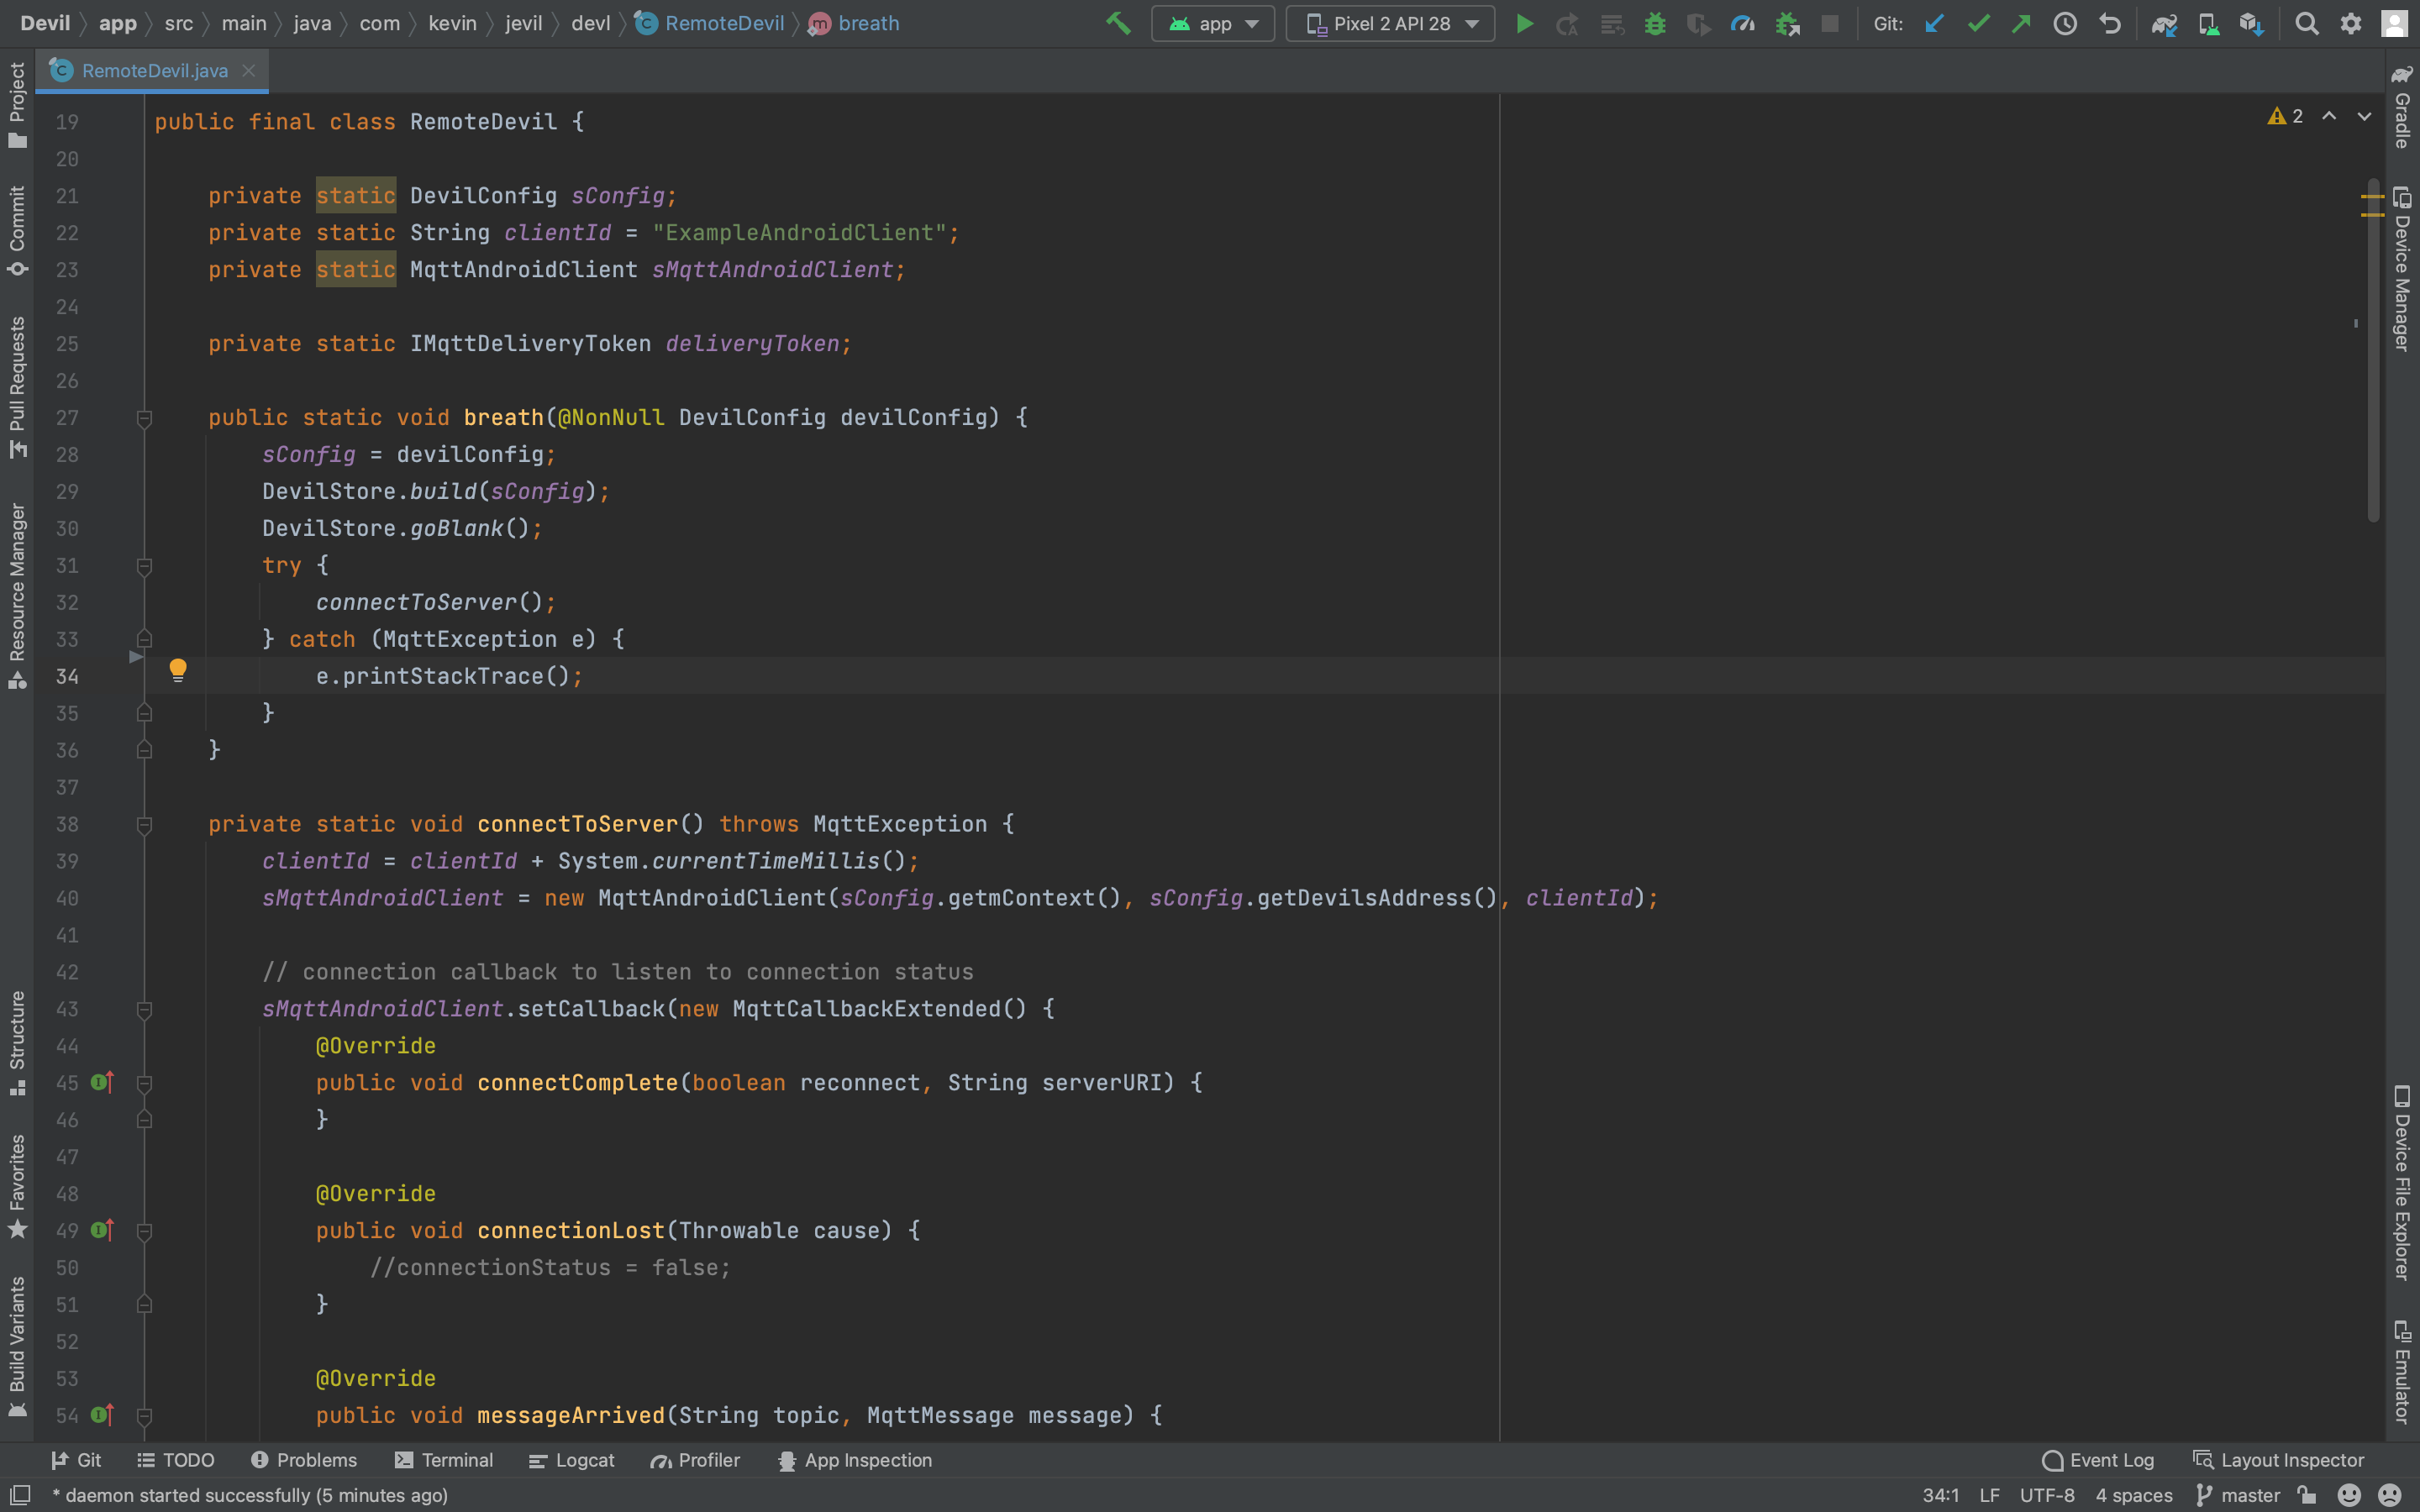 Devil app src main java com kevin jevil devl RemoteDevil breath app Pixel 2 API 28 Git:
RemoteDevil.java
2
19 public final class RemoteDevil {
20
21 private static DevilConfig sConfig;
22 private static String clientId = "ExampleAndroidClient";
23 private static MqttAndroidClient sMqttAndroidClient;
24
25 private static IMqttDeliveryToken deliveryToken;
26
27 public static void breath(@NonNull DevilConfig devilConfig) {
28 sConfig = devilConfig;
29 DevilStore.build(sConfig);
30 DevilStore.goBlank();
31 try {
32 connectToServer();
33 } catch (MqttException e) {
34 e.printStackTrace();
35 }
36 }
37
38 private static void connectToServer() throws MqttException {
39 clientId = clientId + System.currentTimeMillis();
40 sMqttAndroidClient = new MqttAndroidClient(sConfig.getmContext(), sConfig.getDevilsAddress(), clientId);
41
42 // connection callback to listen to connection status
43 sMqttAndroidClient.setCallback(new MqttCallbackExtended() {
44 @Override
45 public void connectComplete(boolean reconnect, String serverURI) {
46 }
47
48 @Override
49 public void connectionLost(Throwable cause) {
50 //connectionStatus = false;
51 }
52
53 @Override
54 public void messageArrived(String topic, MqttMessage message) {
Project
Commit
Pull Requests
Resource Manager
Structure
Favorites
Build Variants
Gradle
Device Manager
Device File Explorer
Emulator
Git TODO Problems Terminal Logcat Profiler App Inspection Event Log Layout Inspector
* daemon started successfully (5 minutes ago) 34:1 LF UTF-8 4 spaces master